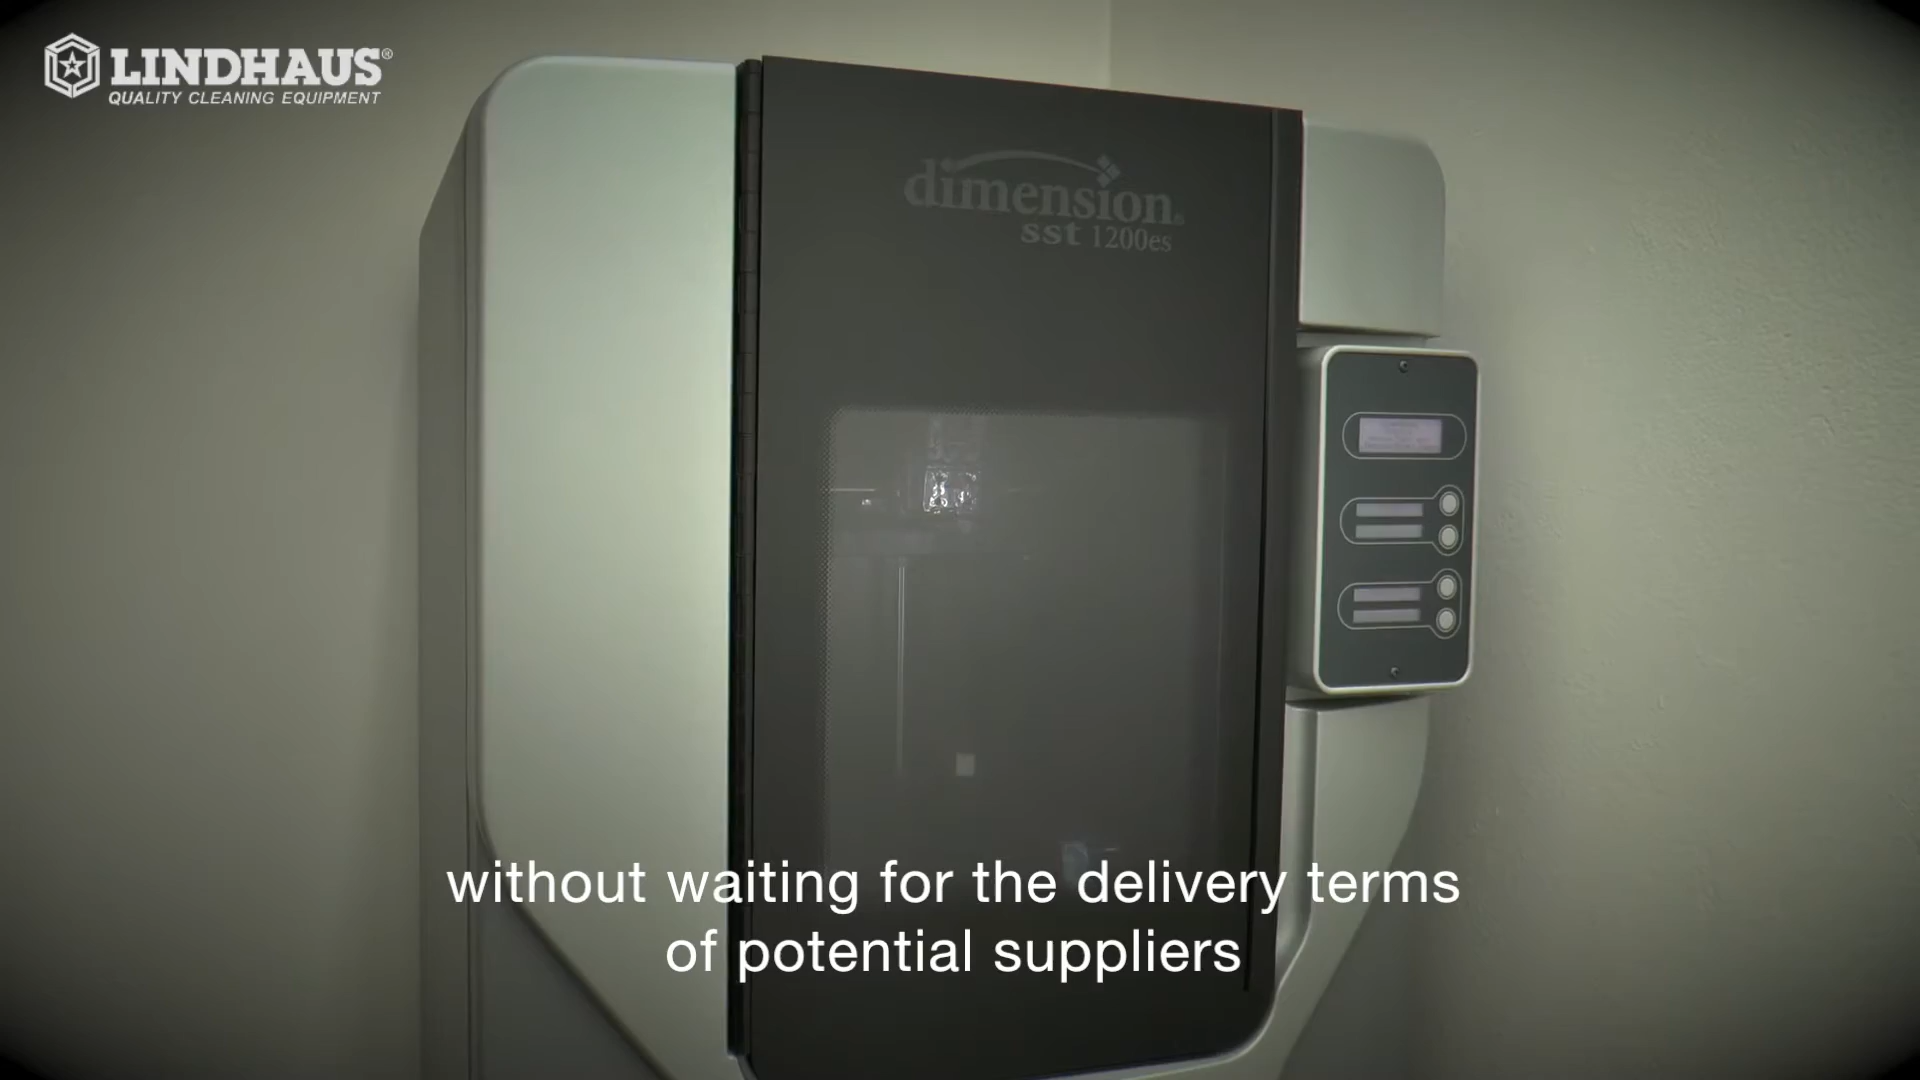 LINDHAUS®
QUALITY CLEANING EQUIPMENT
dimension®
sst 1200es
without waiting for the delivery terms
of potential suppliers